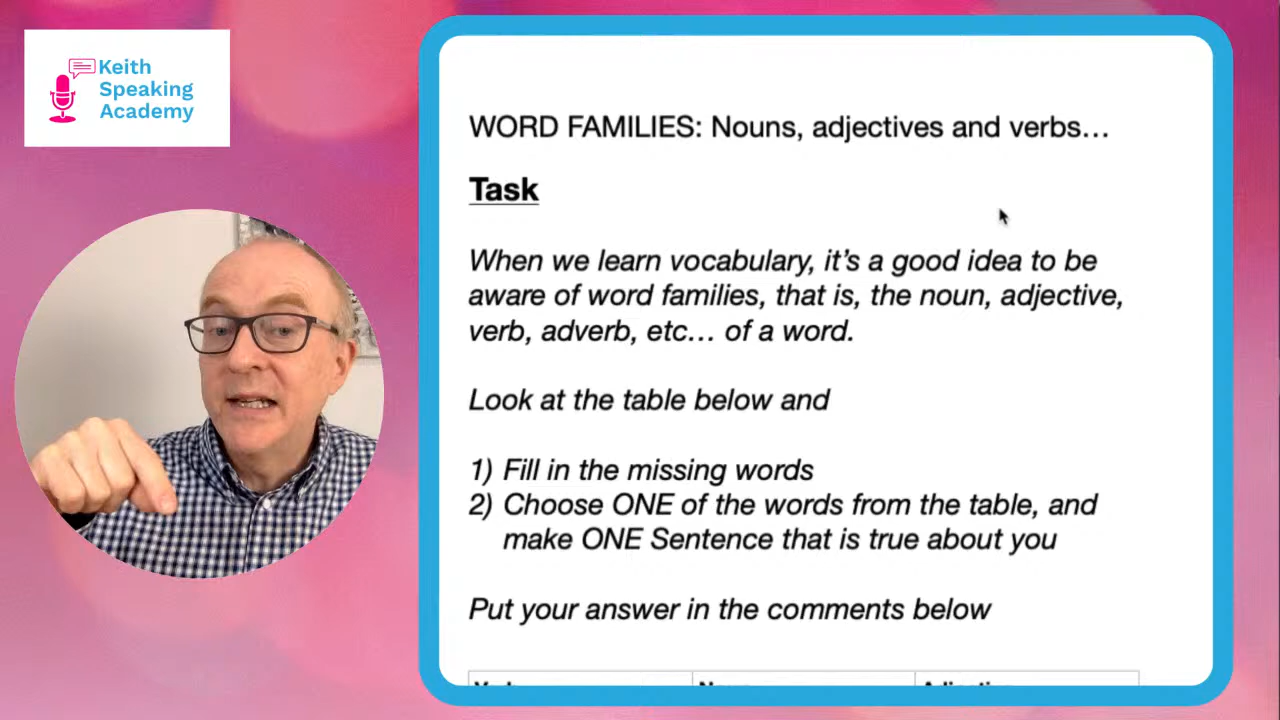 Keith
Speaking
Academy
WORD FAMILIES: Nouns, adjectives and verbs...
Task
When we learn vocabulary, it's a good idea to be
aware of word families, that is, the noun, adjective,
verb, adverb, etc... of a word.
Look at the table below and
1) Fill in the missing words
2) Choose ONE of the words from the table, and
make ONE Sentence that is true about you
Put your answer in the comments below